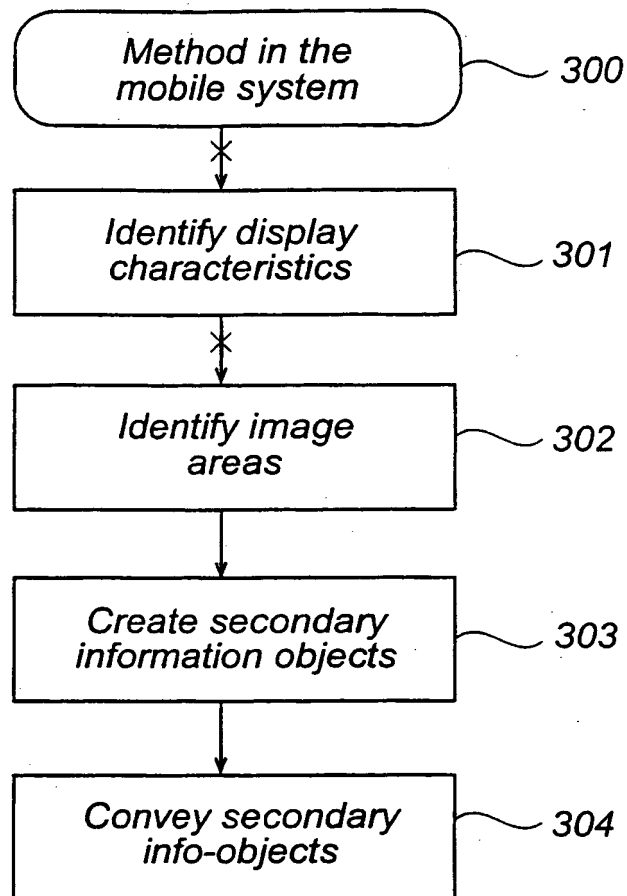 Method in the
mobile system
300
Identify display
characteristics
301
Identify image
areas
302
Create secondary
information objects
303
Convey secondary
info-objects
304